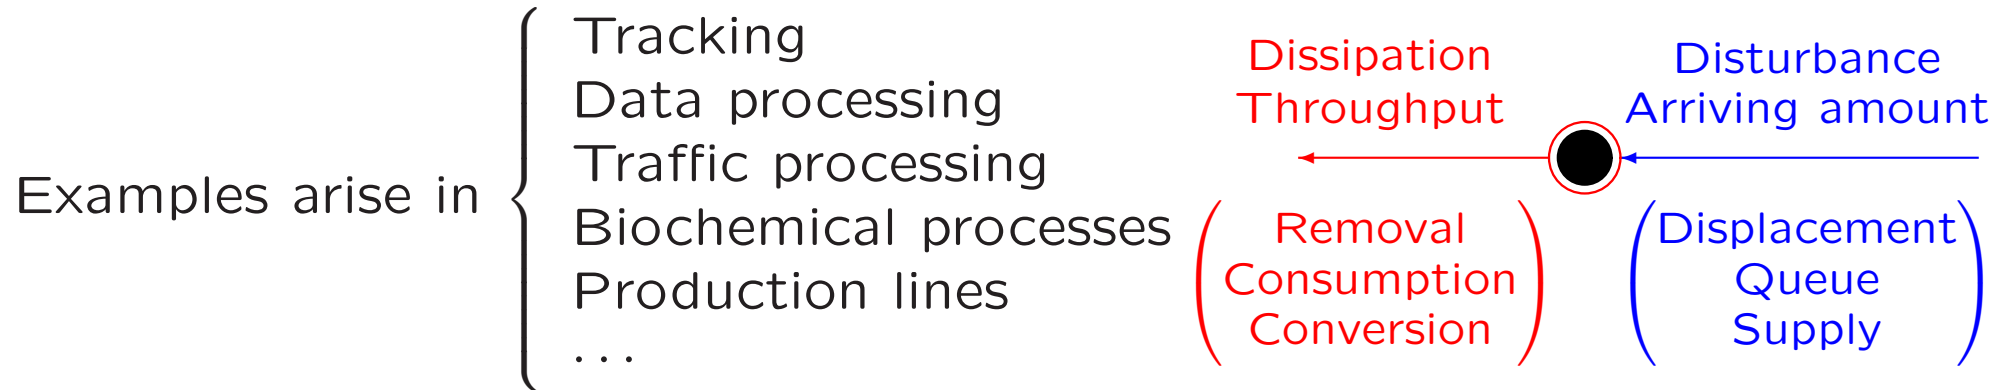 Examples arise in
Tracking
Data processing
Traffic processing
Biochemical processes
Production lines
...
Dissipation
Throughput
Removal
Consumption
Conversion
Disturbance
Arriving amount
Displacement
Queue
Supply